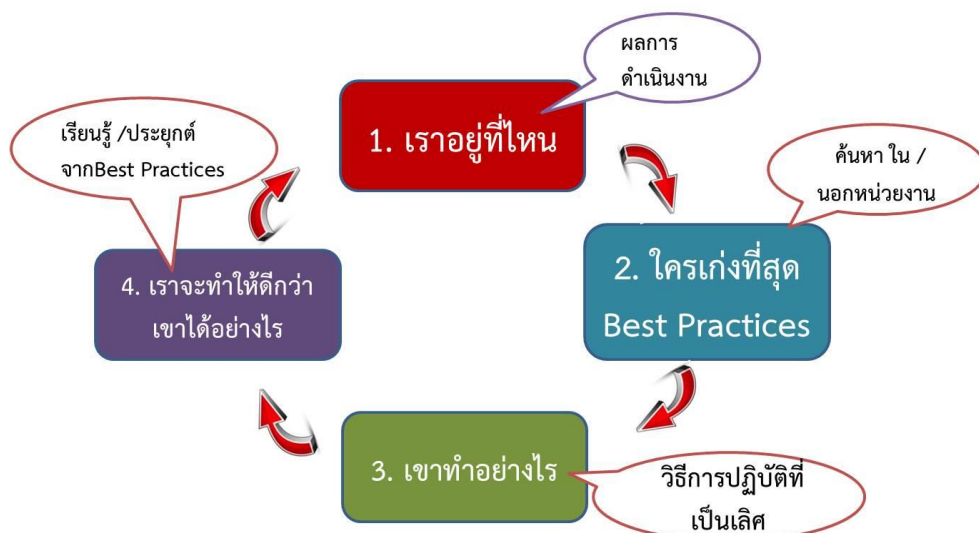 ผลการ
ดำเนินงาน
1. เราอยู่ที่ไหน
เรียนรู้ /ประยุกต์
จากBest Practices
ค้นหา ใน /
นอกหน่วยงาน
2. ใครเก่งที่สุด
Best Practices
4. เราจะทำให้ดีกว่า
เขาได้อย่างไร
3. เขาทำอย่างไร
วิธีการปฏิบัติที่
เป็นเลิศ